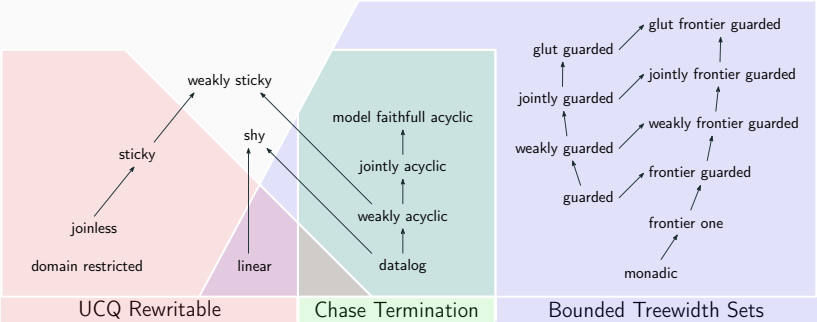 glut frontier guarded
glut guarded
jointly frontier guarded
weakly sticky
jointly guarded
model faithfull acyclic
weakly frontier guarded
shy
weakly guarded
sticky
jointly acyclic
frontier guarded
guarded
weakly acyclic
frontier one
joinless
domain restricted
linear
datalog
monadic
UCQ Rewritable
Chase Termination
Bounded Treewidth Sets